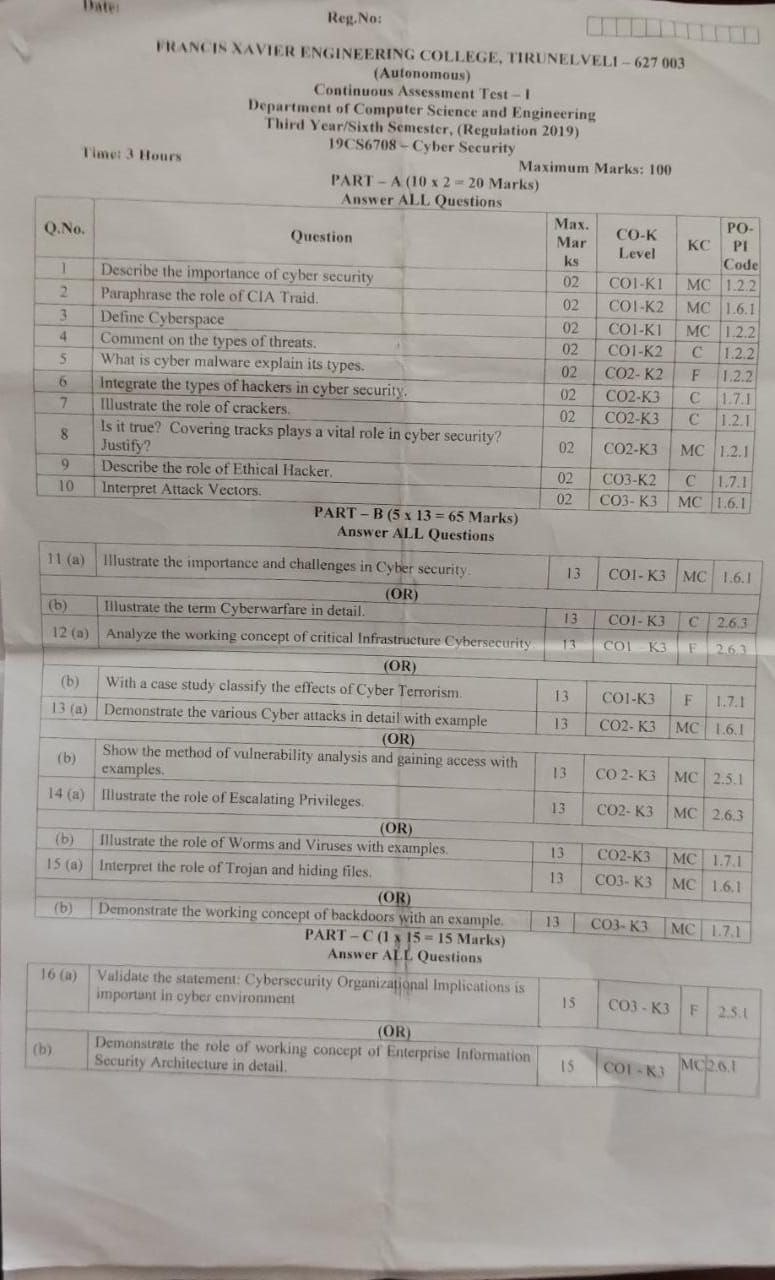 Date:
Reg.No:
FRANCIS XAVIER ENGINEERING COLLEGE, TIRUNELVELI – 627 003
(Autonomous)
Continuous Assessment Test – I
Department of Computer Science and Engineering
Third Year/Sixth Semester, (Regulation 2019)
19CS6708 – Cyber Security
Time: 3 Hours Maximum Marks: 100
PART – A (10 x 2 = 20 Marks)
Answer ALL Questions
Q.No. Question Max. Mar ks CO-K Level KC PO-PI Code
1 Describe the importance of cyber security 02 CO1-K1 MC 1.2.2
2 Paraphrase the role of CIA Traid. 02 CO1-K2 MC 1.6.1
3 Define Cyberspace 02 CO1-K1 MC 1.2.2
4 Comment on the types of threats. 02 CO1-K2 C 1.2.2
5 What is cyber malware explain its types. 02 CO2- K2 F 1.2.2
6 Integrate the types of hackers in cyber security. 02 CO2-K3 C 1.7.1
7 Illustrate the role of crackers. 02 CO2-K3 C 1.2.1
8 Is it true? Covering tracks plays a vital role in cyber security?
Justify? 02 CO2-K3 MC 1.2.1
9 Describe the role of Ethical Hacker. 02 CO3-K2 C 1.7.1
10 Interpret Attack Vectors. 02 CO3- K3 MC 1.6.1
PART – B (5 x 13 = 65 Marks)
Answer ALL Questions
11 (a) Illustrate the importance and challenges in Cyber security. 13 CO1- K3 MC 1.6.1
(OR)
(b) Illustrate the term Cyberwarfare in detail. 13 CO1- K3 C 2.6.3
12 (a) Analyze the working concept of critical Infrastructure Cybersecurity 13 CO1 K3 F 2.6.3
(OR)
(b) With a case study classify the effects of Cyber Terrorism. 13 CO1-K3 F 1.7.1
13 (a) Demonstrate the various Cyber attacks in detail with example 13 CO2- K3 MC 1.6.1
(OR)
(b) Show the method of vulnerability analysis and gaining access with
examples. 13 CO 2- K3 MC 2.5.1
14 (a) Illustrate the role of Escalating Privileges. 13 CO2- K3 MC 2.6.3
(OR)
(b) Illustrate the role of Worms and Viruses with examples. 13 CO2-K3 MC 1.7.1
15 (a) Interpret the role of Trojan and hiding files. 13 CO3- K3 MC 1.6.1
(OR)
(b) Demonstrate the working concept of backdoors with an example. 13 CO3- K3 MC 1.7.1
PART – C (1 x 15 = 15 Marks)
Answer ALL Questions
16 (a) Validate the statement: Cybersecurity Organizational Implications is
important in cyber environment 15 CO3 - K3 F 2.5.1
(OR)
(b) Demonstrate the role of working concept of Enterprise Information
Security Architecture in detail. 15 CO1 - K3 MC 2.6.1